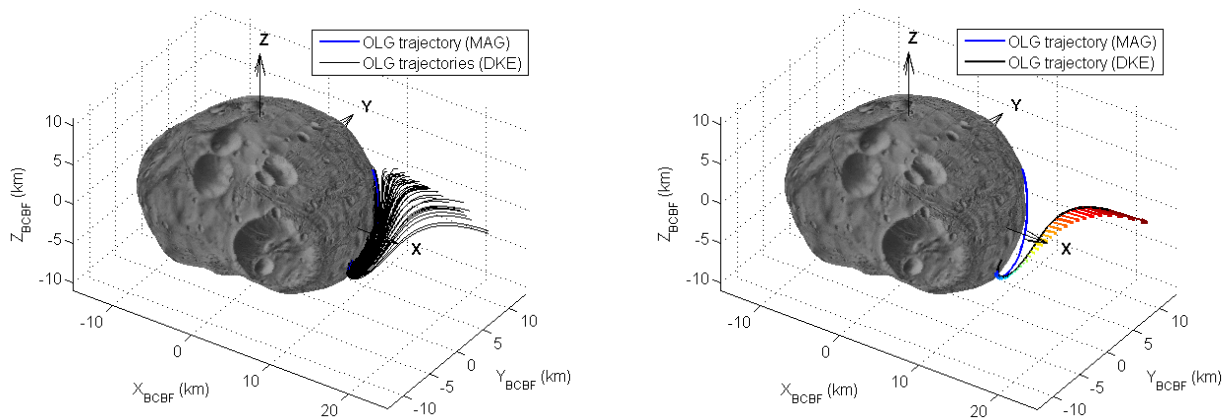 Z
OLG trajectory (MAG)
OLG trajectories (DKE)
Y
X
10
5
0
-5
-10
Z_BCBF (km)
-10
0
10
20
X_BCBF (km)
10
5
0
-5
-10
Y_BCBF (km)
Z
OLG trajectory (MAG)
OLG trajectory (DKE)
Y
X
10
5
0
-5
-10
Z_BCBF (km)
-10
0
10
20
X_BCBF (km)
10
5
0
-5
-10
Y_BCBF (km)